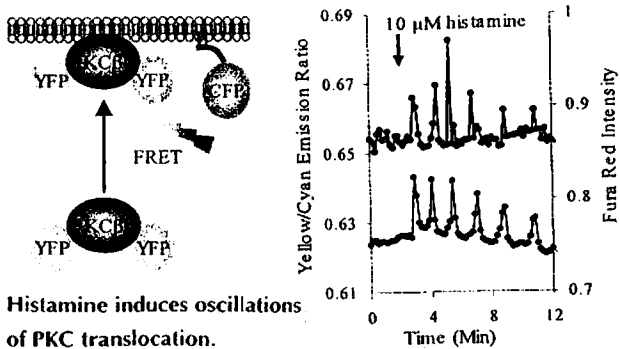 KCβ
YFP
YFP
CFP
FRET
KCβ
YFP
YFP
Histamine induces oscillations
of PKC translocation.
10 μM histamine
Yellow/Cyan Emission Ratio
0.69
0.67
0.65
0.63
0.61
Fura Red Intensity
1
0.9
0.8
0.7
0
4
8
12
Time (Min)